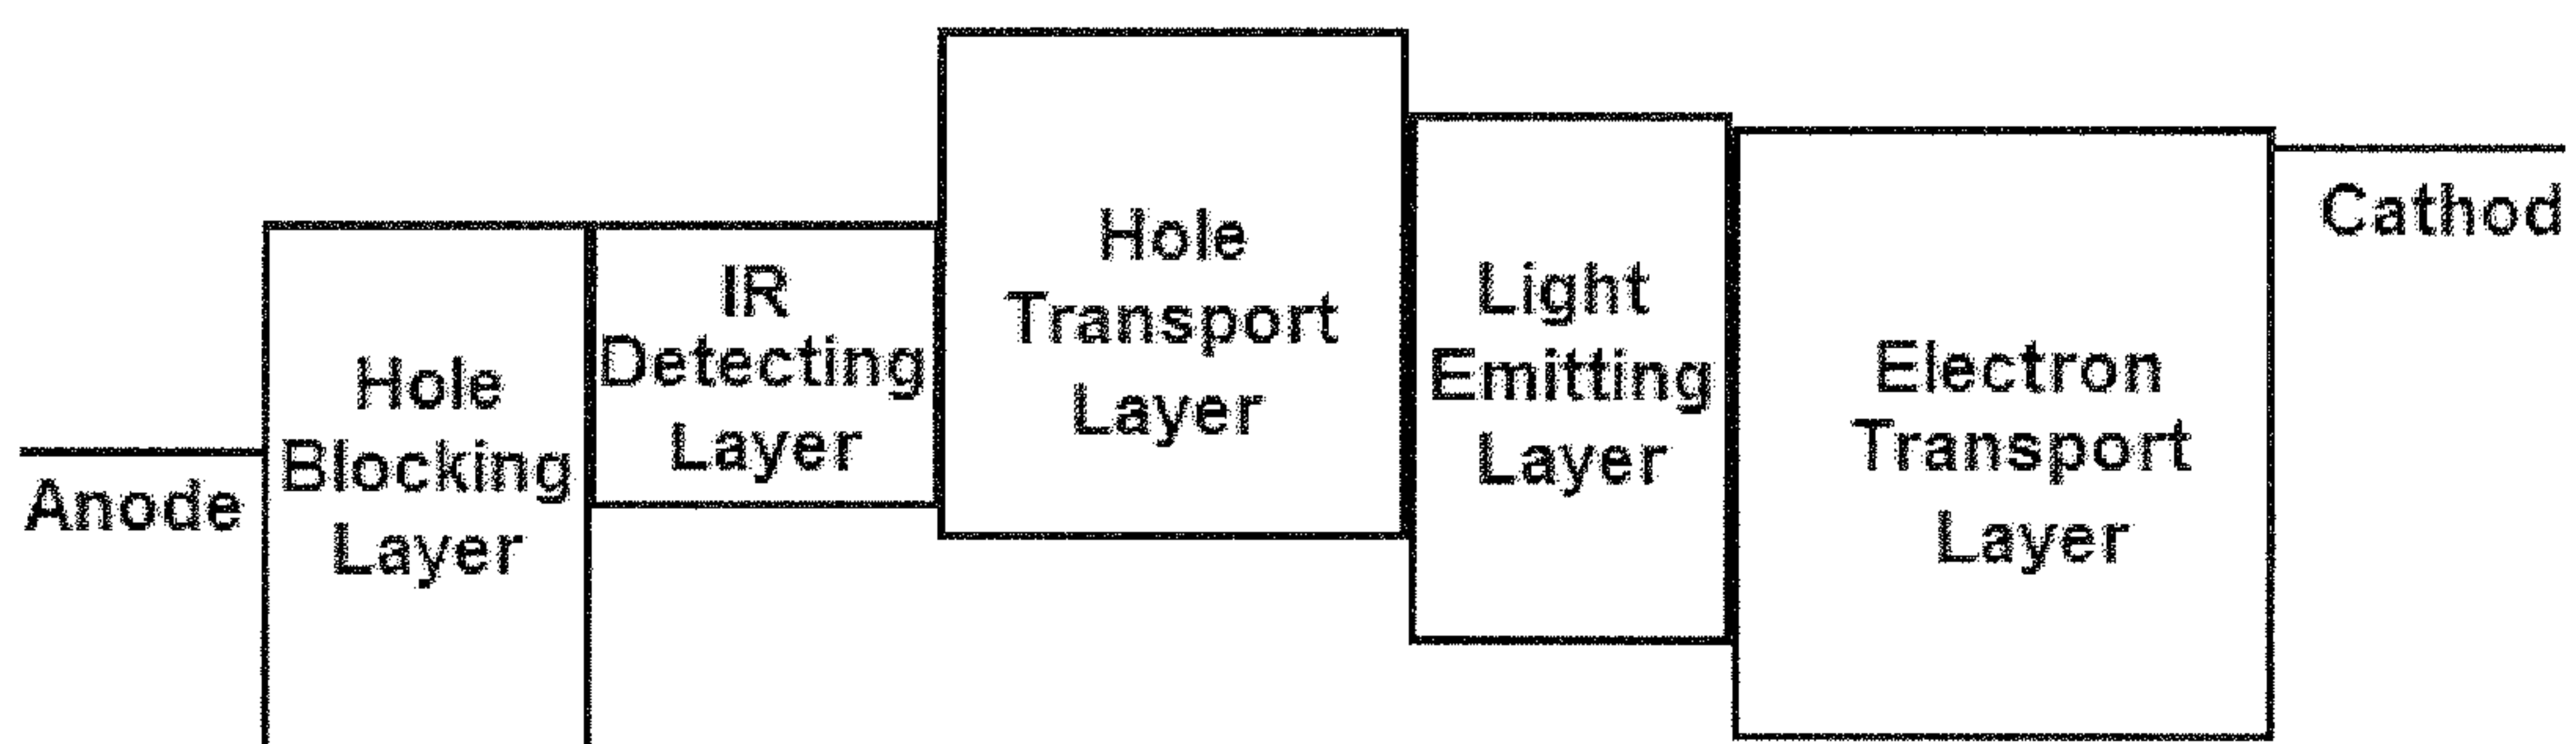 Anode
Hole
Blocking
Layer
IR
Detecting
Layer
Hole
Transport
Layer
Light
Emitting
Layer
Electron
Transport
Layer
Cathod